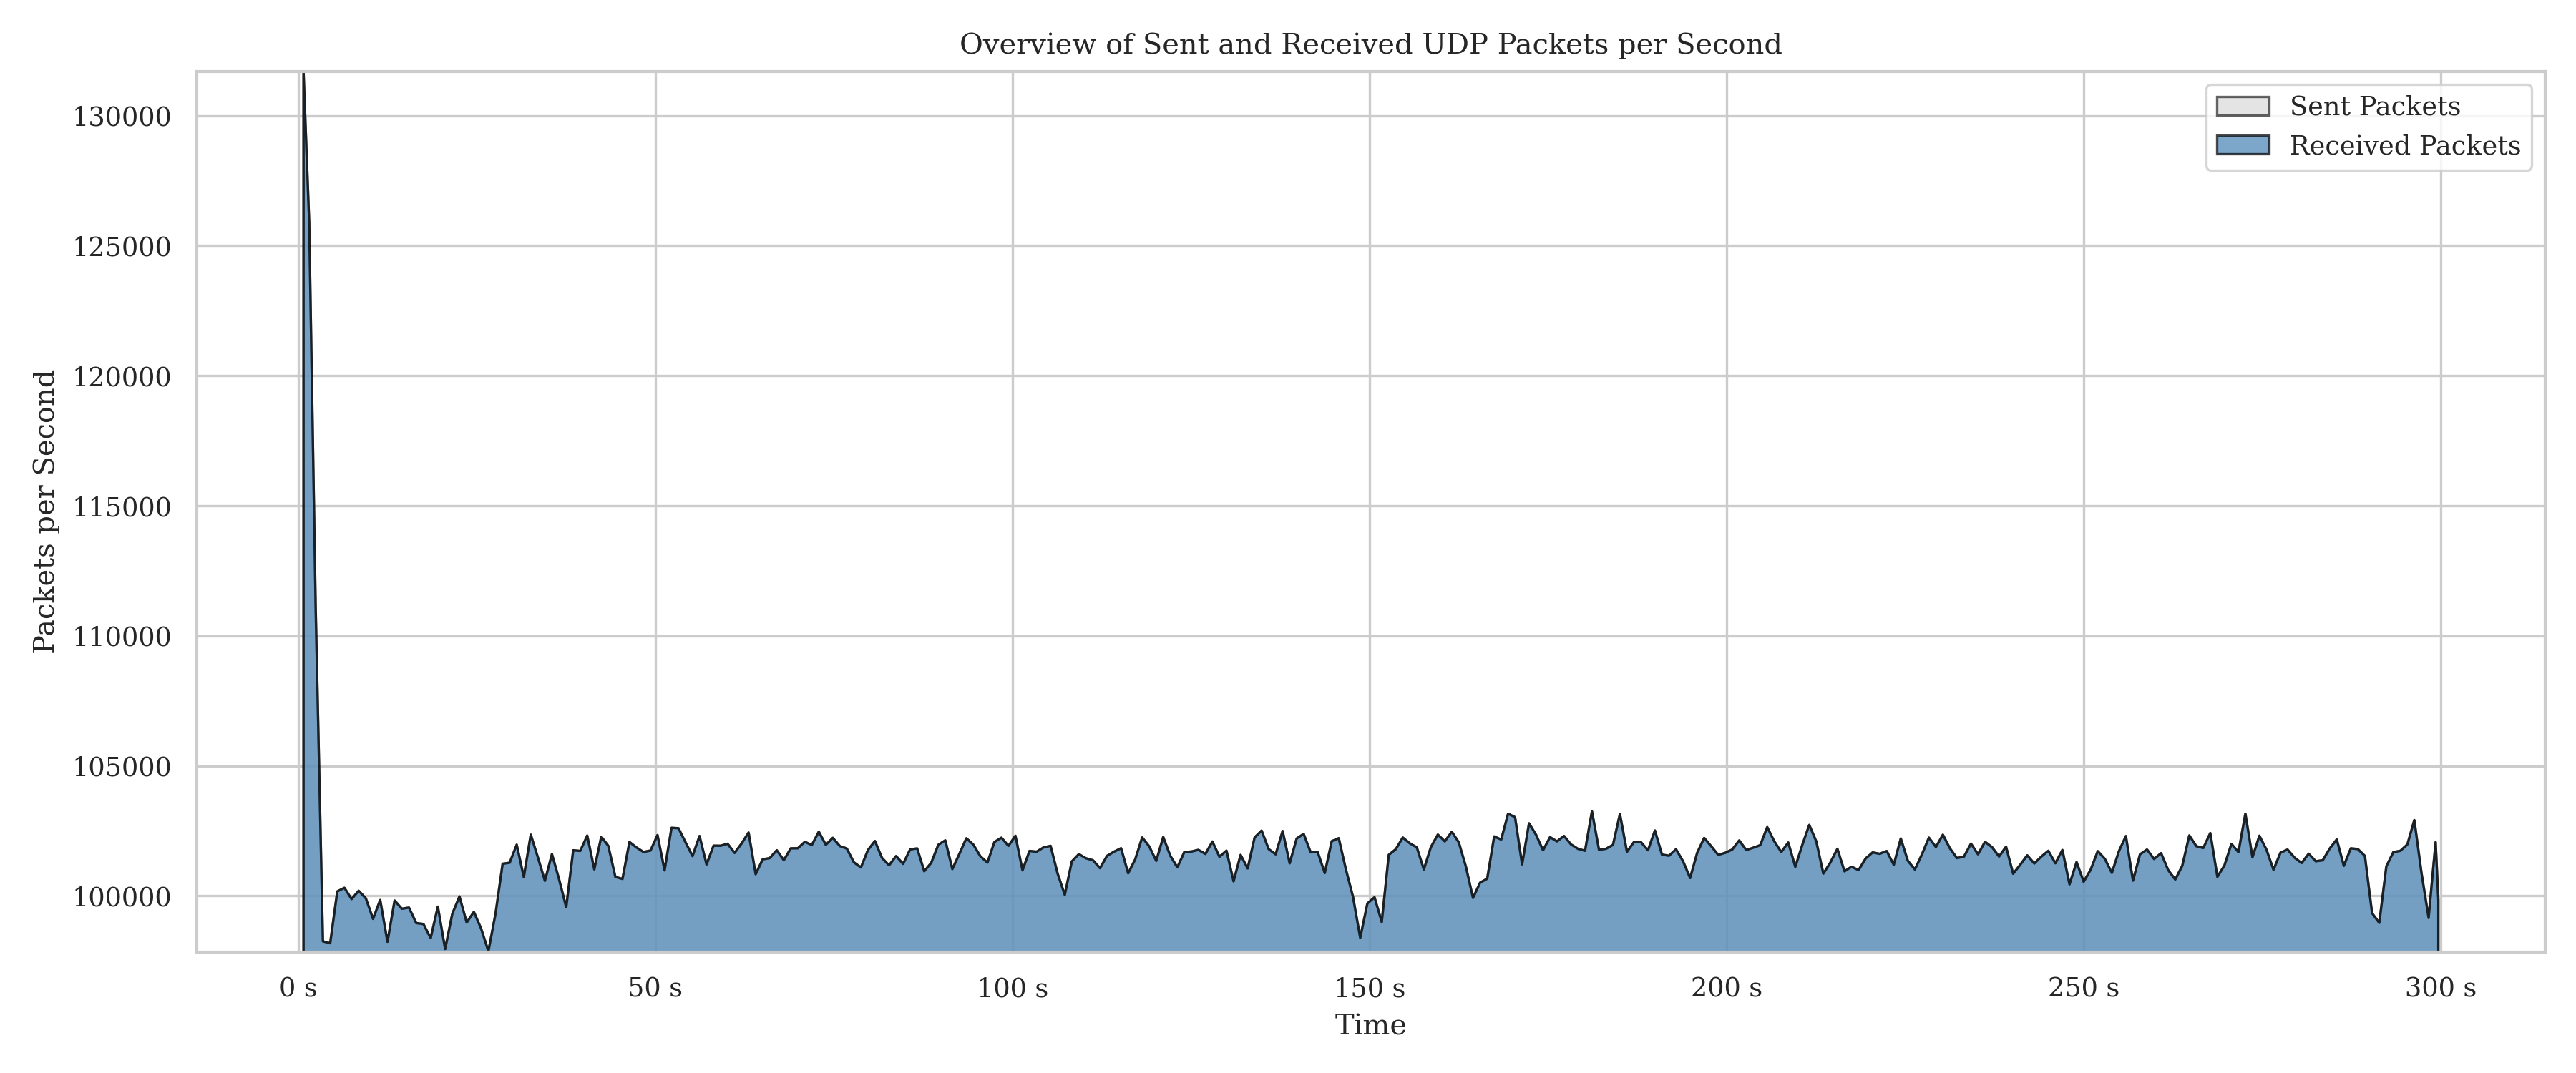 Overview of Sent and Received UDP Packets per Second
Sent Packets
Received Packets
Packets per Second
130000
125000
120000
115000
110000
105000
100000
0 s 50 s 100 s 150 s 200 s 250 s 300 s
Time